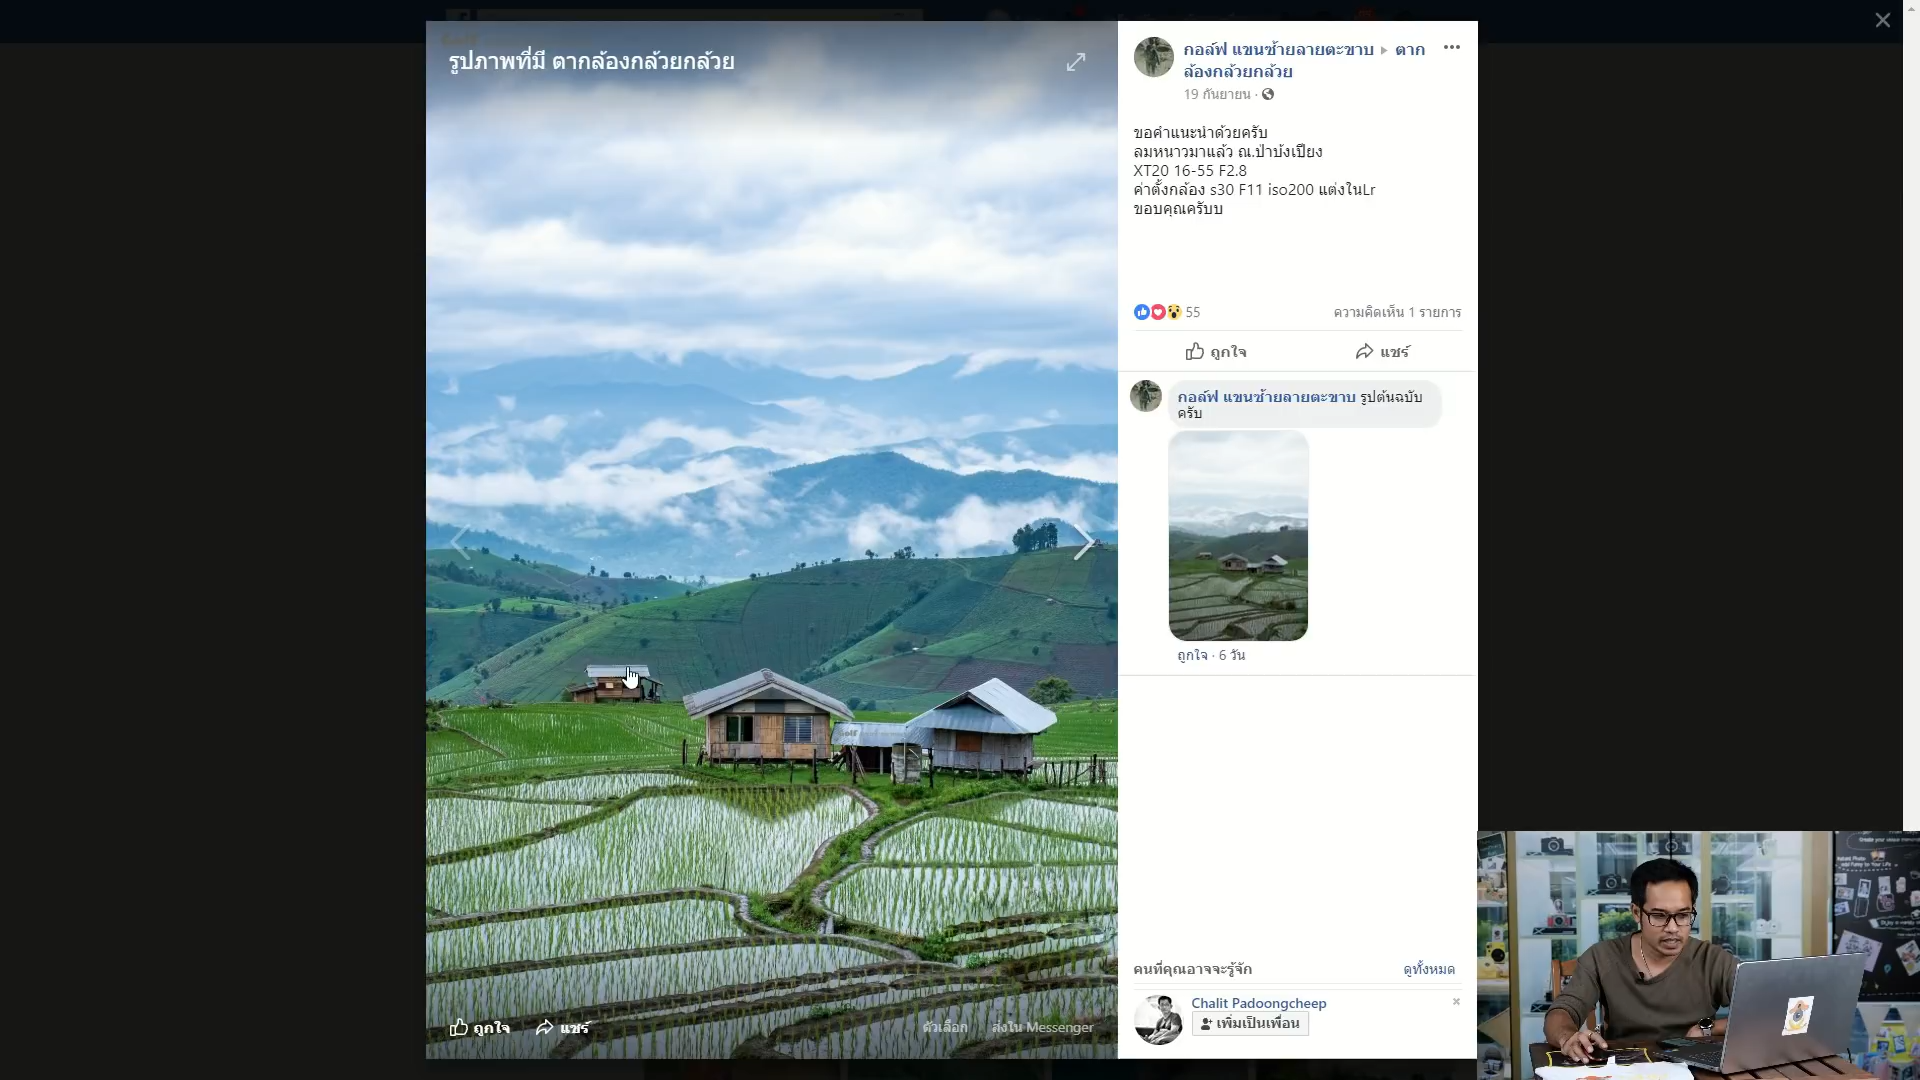 รูปภาพที่มี ตากล้องกล้วยกล้วย
กอล์ฟ แขนซ้ายลายตะขาบ ▸ ตาก
ล้องกล้วยกล้วย
19 กันยายน ·
ขอคำแนะนำด้วยครับ
ลมหนาวมาแล้ว ณ.ป่าบ้งเปียง
XT20 16-55 F2.8
ค่าตั้งกล้อง s30 F11 iso200 แต่งในLr
ขอบคุณครับบ
55
ความคิดเห็น 1 รายการ
ถูกใจ
แชร์
กอล์ฟ แขนซ้ายลายตะขาบ รูปต้นฉบับ
ครับ
ถูกใจ · 6 วัน
คนที่คุณอาจจะรู้จัก
ดูทั้งหมด
Chalit Padoongcheep
เพิ่มเป็นเพื่อน
ถูกใจ
แชร์
ตัวเลือก
ส่งใน Messenger